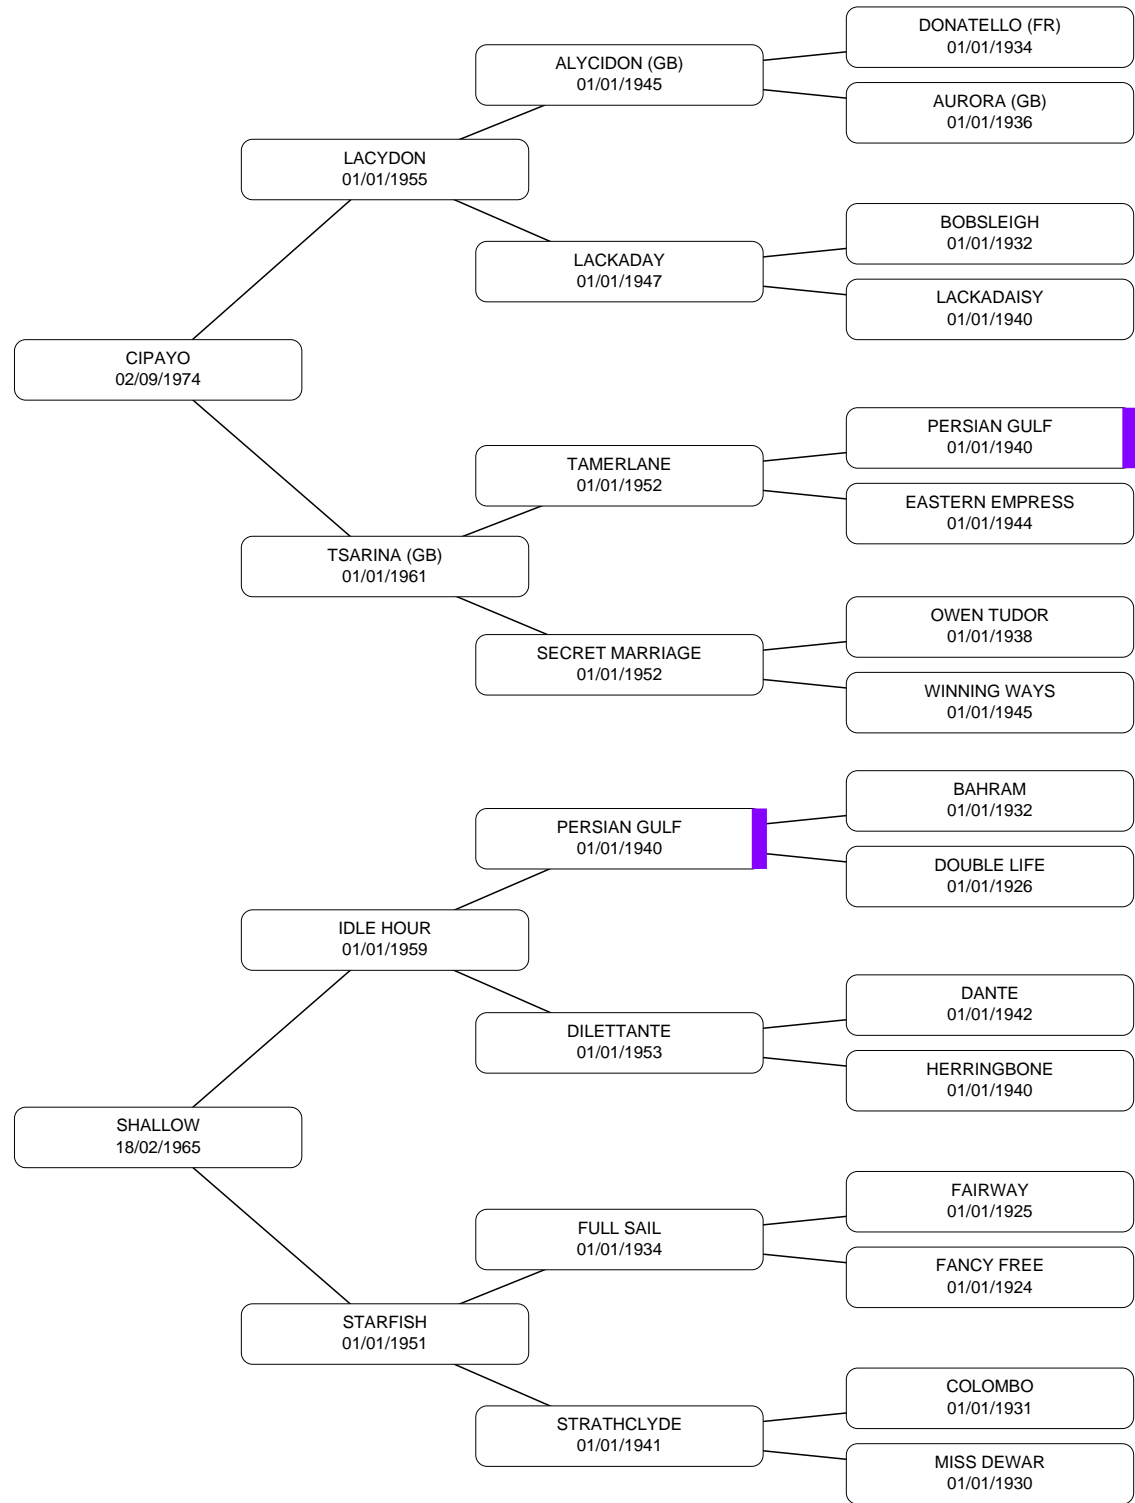 DONATELLO (FR)
01/01/1934
ALYCIDON (GB)
01/01/1945
AURORA (GB)
01/01/1936
LACYDON
01/01/1955
BOBSLEIGH
01/01/1932
LACKADAY
01/01/1947
LACKADAISY
01/01/1940
CIPAYO
02/09/1974
PERSIAN GULF
01/01/1940
TAMERLANE
01/01/1952
EASTERN EMPRESS
01/01/1944
TSARINA (GB)
01/01/1961
OWEN TUDOR
01/01/1938
SECRET MARRIAGE
01/01/1952
WINNING WAYS
01/01/1945
BAHRAM
01/01/1932
PERSIAN GULF
01/01/1940
DOUBLE LIFE
01/01/1926
IDLE HOUR
01/01/1959
DANTE
01/01/1942
DILETTANTE
01/01/1953
HERRINGBONE
01/01/1940
SHALLOW
18/02/1965
FAIRWAY
01/01/1925
FULL SAIL
01/01/1934
FANCY FREE
01/01/1924
STARFISH
01/01/1951
COLOMBO
01/01/1931
STRATHCLYDE
01/01/1941
MISS DEWAR
01/01/1930